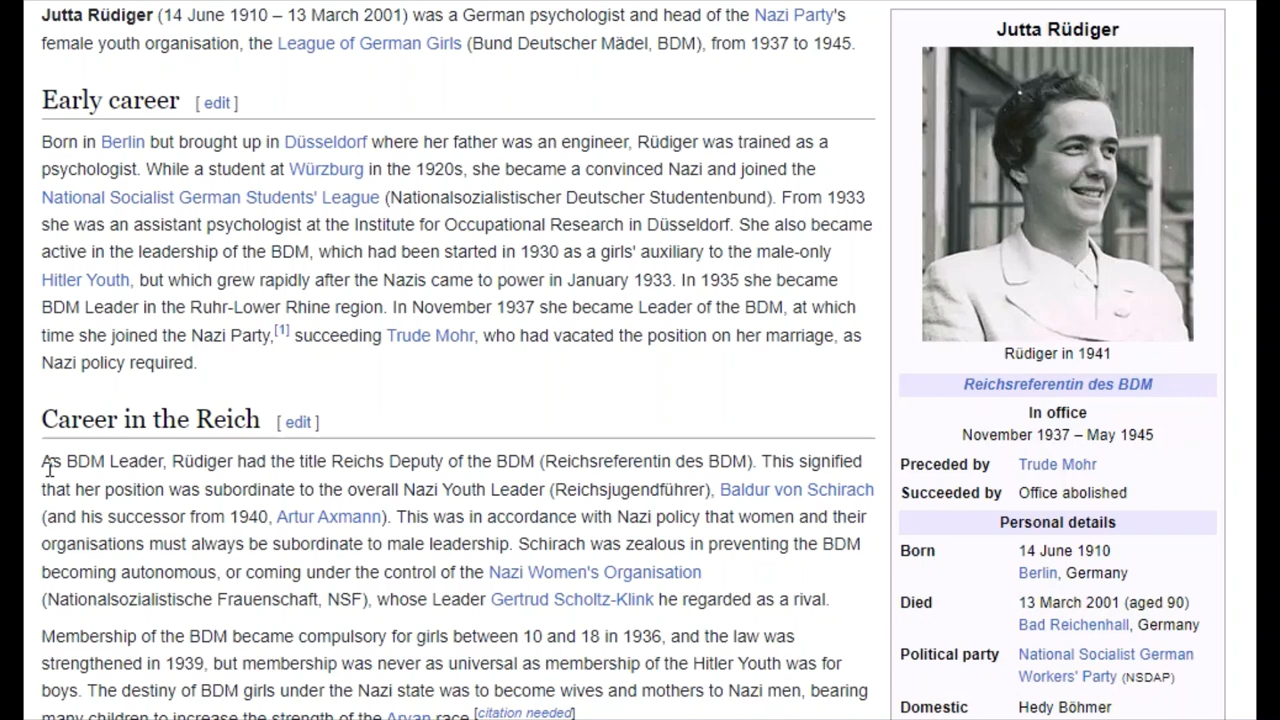 Jutta Rüdiger (14 June 1910 – 13 March 2001) was a German psychologist and head of the Nazi Party's
female youth organisation, the League of German Girls (Bund Deutscher Mädel, BDM), from 1937 to 1945.
Early career [ edit ]
Born in Berlin but brought up in Düsseldorf where her father was an engineer, Rüdiger was trained as a
psychologist. While a student at Würzburg in the 1920s, she became a convinced Nazi and joined the
National Socialist German Students' League (Nationalsozialistischer Deutscher Studentenbund). From 1933
she was an assistant psychologist at the Institute for Occupational Research in Düsseldorf. She also became
active in the leadership of the BDM, which had been started in 1930 as a girls' auxiliary to the male-only
Hitler Youth, but which grew rapidly after the Nazis came to power in January 1933. In 1935 she became
BDM Leader in the Ruhr-Lower Rhine region. In November 1937 she became Leader of the BDM, at which
time she joined the Nazi Party,[1] succeeding Trude Mohr, who had vacated the position on her marriage, as
Nazi policy required.
Career in the Reich [ edit ]
As BDM Leader, Rüdiger had the title Reichs Deputy of the BDM (Reichsreferentin des BDM). This signified
that her position was subordinate to the overall Nazi Youth Leader (Reichsjugendführer), Baldur von Schirach
(and his successor from 1940, Artur Axmann). This was in accordance with Nazi policy that women and their
organisations must always be subordinate to male leadership. Schirach was zealous in preventing the BDM
becoming autonomous, or coming under the control of the Nazi Women's Organisation
(Nationalsozialistische Frauenschaft, NSF), whose Leader Gertrud Scholtz-Klink he regarded as a rival.
Membership of the BDM became compulsory for girls between 10 and 18 in 1936, and the law was
strengthened in 1939, but membership was never as universal as membership of the Hitler Youth was for
boys. The destiny of BDM girls under the Nazi state was to become wives and mothers to Nazi men, bearing
many children to increase the strength of the Aryan race.[citation needed]
Jutta Rüdiger
Rüdiger in 1941
Reichsreferentin des BDM
In office
November 1937 – May 1945
Preceded by Trude Mohr
Succeeded by Office abolished
Personal details
Born 14 June 1910
Berlin, Germany
Died 13 March 2001 (aged 90)
Bad Reichenhall, Germany
Political party National Socialist German
Workers' Party (NSDAP)
Domestic Hedy Böhmer